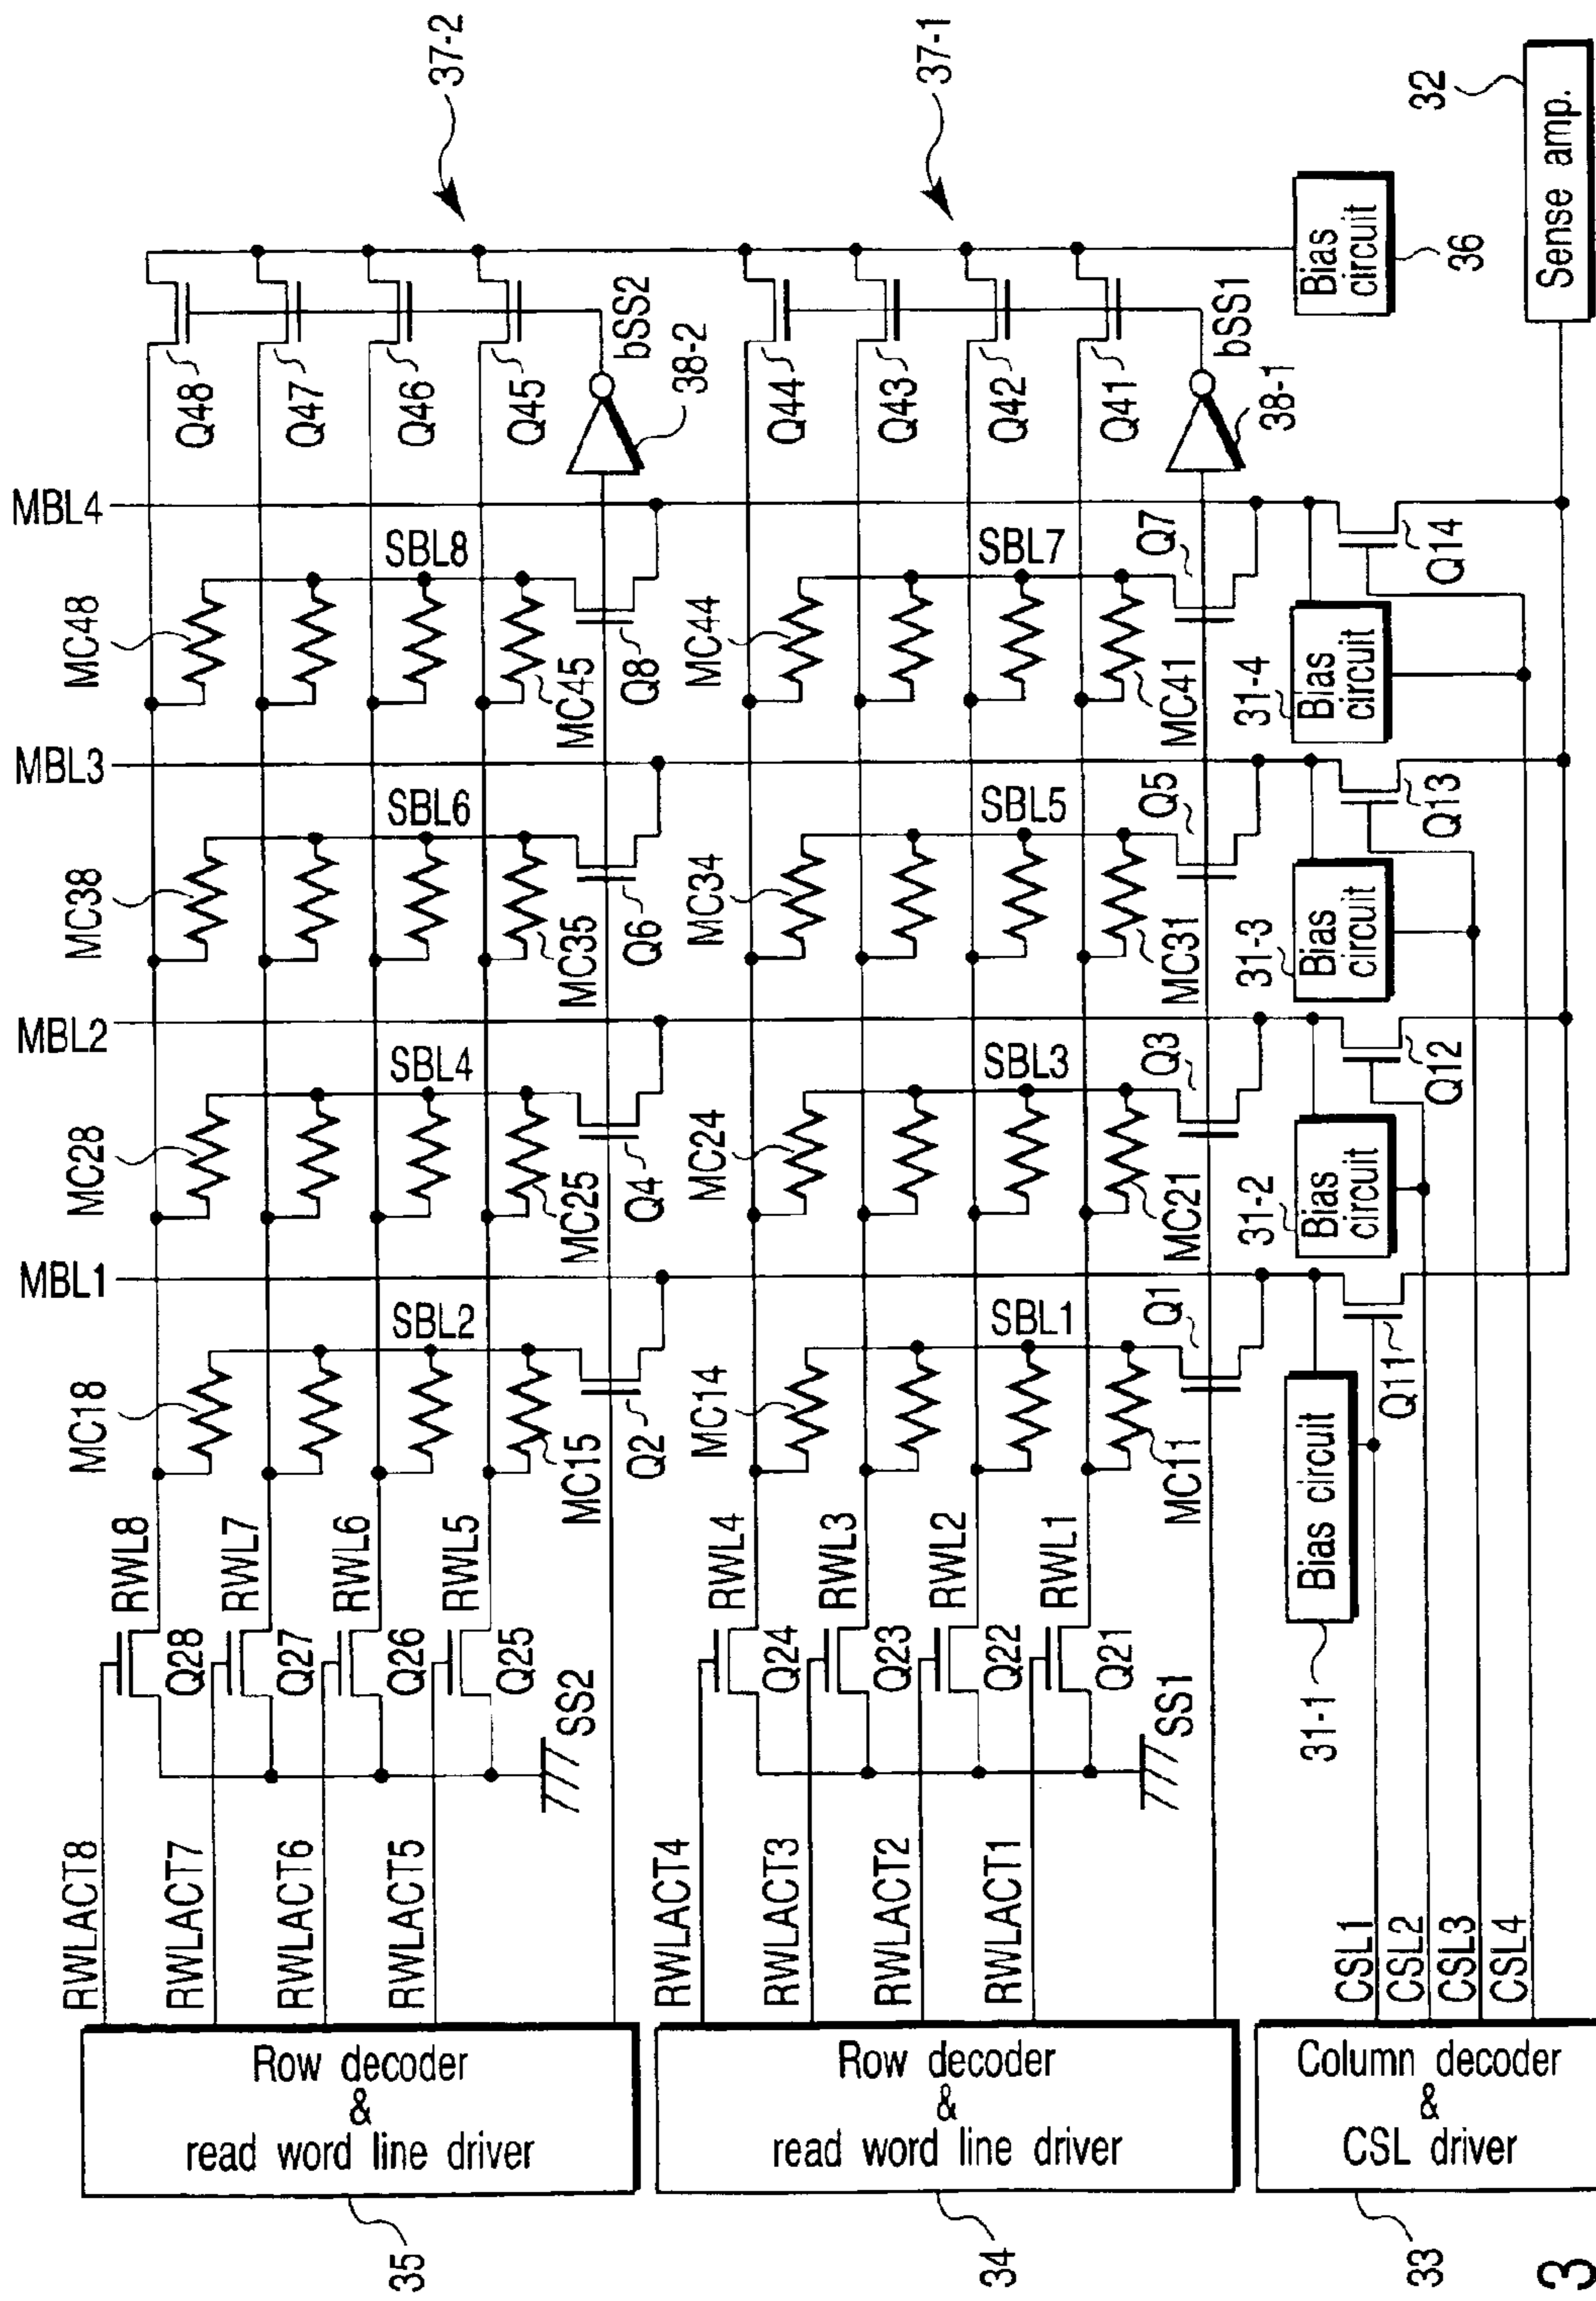 RWLACT8
RWLACT7
RWLACT6
RWLACT5
RWL8
RWL7
RWL6
RWL5
Q28
Q27
Q26
Q25
SS2
MBL1
MBL2
MBL3
MBL4
MC18
MC28
MC38
MC48
SBL2
SBL4
SBL6
SBL8
MC15
MC25
MC35
MC45
Q2
Q4
Q6
Q8
Q48
Q47
Q46
Q45
bSS2
38-2
37-2
Row decoder
&
read word line driver
35
RWLACT4
RWLACT3
RWLACT2
RWLACT1
RWL4
RWL3
RWL2
RWL1
Q24
Q23
Q22
Q21
SS1
MC14
MC24
MC34
MC44
SBL1
SBL3
SBL5
SBL7
MC11
MC21
MC31
MC41
Q1
Q3
Q5
Q7
Q44
Q43
Q42
Q41
bSS1
38-1
37-1
Row decoder
&
read word line driver
34
31-1
Bias circuit
31-2
Bias
circuit
31-3
Bias
circuit
31-4
Bias
circuit
Bias
circuit
36
Q11
Q12
Q13
Q14
CSL1
CSL2
CSL3
CSL4
Column decoder
&
CSL driver
33
Sense amp.
32
3